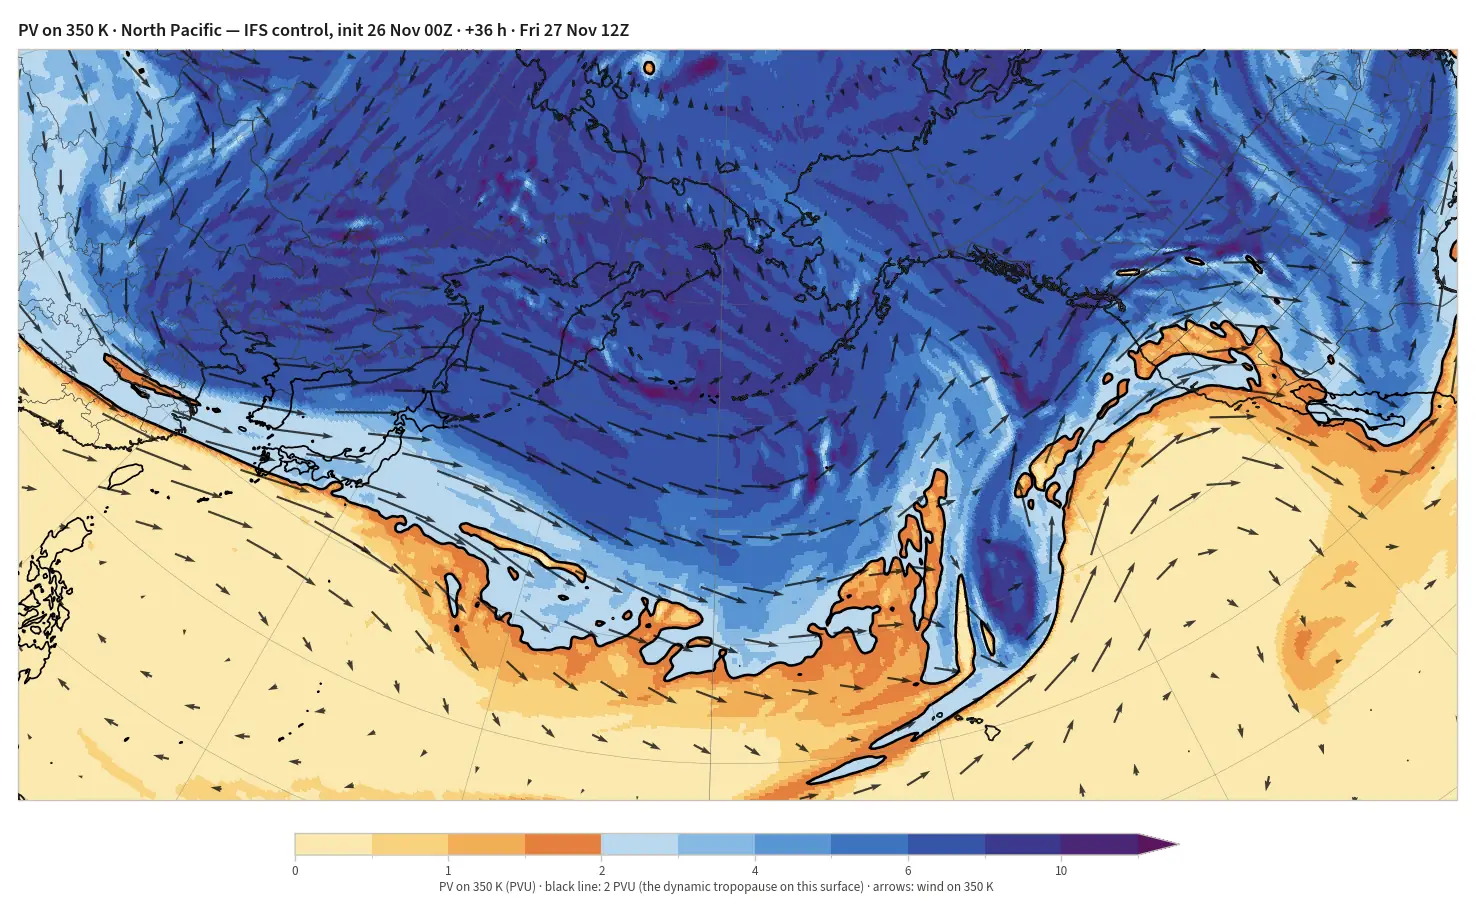 PV on 350 K · North Pacific — IFS control, init 26 Nov 00Z · +36 h · Fri 27 Nov 12Z
0 1 2 4 6 10
PV on 350 K (PVU) · black line: 2 PVU (the dynamic tropopause on this surface) · arrows: wind on 350 K